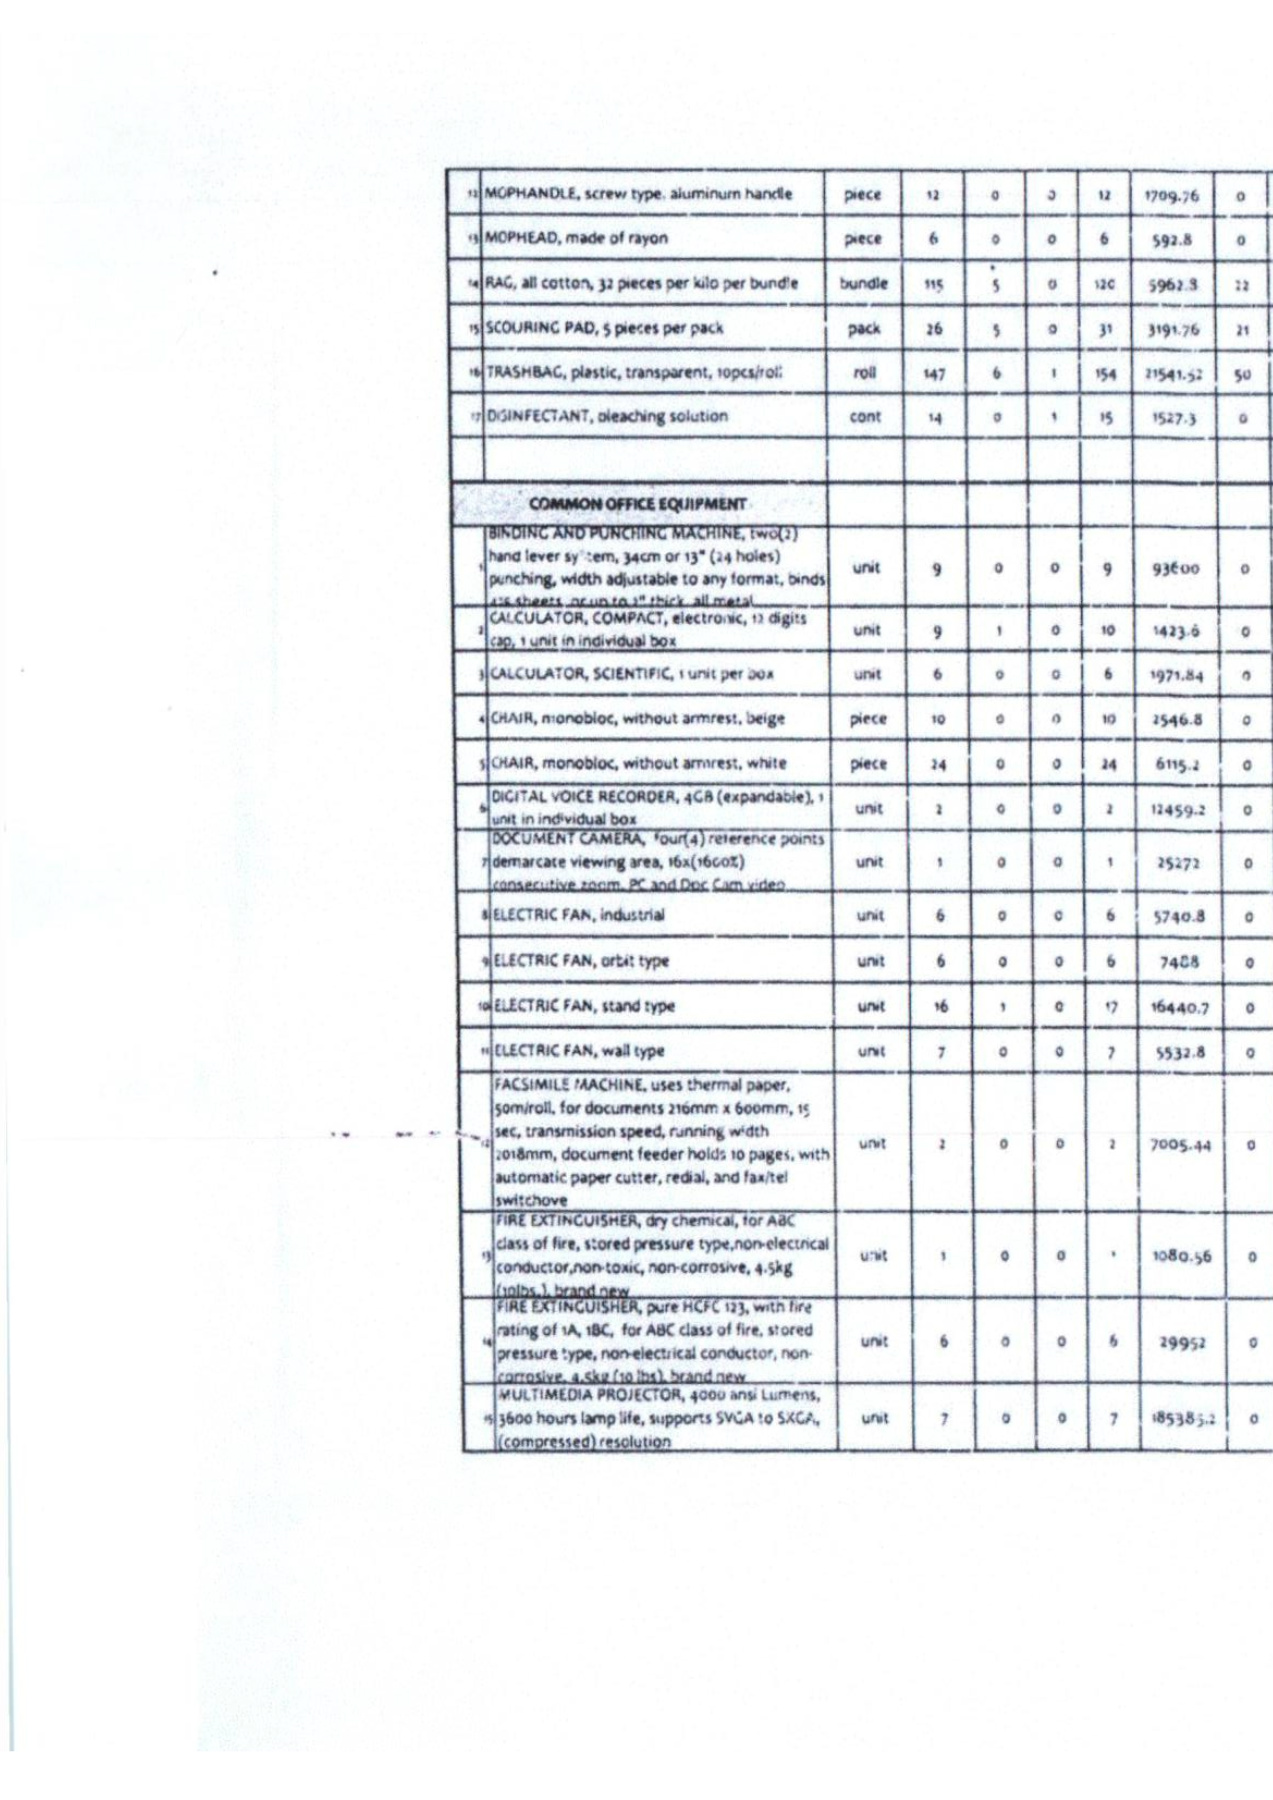 12 MOPHANDLE, screw type, aluminum handle piece 12 0 0 12 1709.76 0
13 MOPHEAD, made of rayon piece 6 0 0 6 592.8 0
14 RAG, all cotton, 32 pieces per kilo per bundle bundle 115 5 0 120 5962.8 22
15 SCOURING PAD, 5 pieces per pack pack 26 5 0 31 3191.76 21
16 TRASHBAG, plastic, transparent, 10pcs/roll roll 147 6 1 154 21541.52 50
17 DISINFECTANT, bleaching solution cont 14 0 1 15 1527.3 0
COMMON OFFICE EQUIPMENT
BINDING AND PUNCHING MACHINE, two(2)
hand lever system, 34cm or 13" (24 holes)
1 punching, width adjustable to any format, binds unit 9 0 0 9 93600 0
sheets, or up to 2" thick, all metal
CALCULATOR, COMPACT, electronic, 12 digits
2 cap, 1 unit in individual box unit 9 1 0 10 1423.6 0
3 CALCULATOR, SCIENTIFIC, 1 unit per box unit 6 0 0 6 1971.84 0
4 CHAIR, monobloc, without armrest, beige piece 10 0 0 10 2546.8 0
5 CHAIR, monobloc, without armrest, white piece 24 0 0 24 6115.2 0
DIGITAL VOICE RECORDER, 4GB (expandable), 1
6 unit in individual box unit 2 0 0 2 12459.2 0
DOCUMENT CAMERA, four(4) reference points
7 demarcate viewing area, 16x(1600%) unit 1 0 0 1 25272 0
consecutive zoom, PC and Doc Cam video
8 ELECTRIC FAN, industrial unit 6 0 0 6 5740.8 0
9 ELECTRIC FAN, orbit type unit 6 0 0 6 7488 0
10 ELECTRIC FAN, stand type unit 16 1 0 17 16440.7 0
11 ELECTRIC FAN, wall type unit 7 0 0 7 5532.8 0
FACSIMILE MACHINE, uses thermal paper,
50m/roll, for documents 216mm x 600mm, 15
sec, transmission speed, running width
12 2018mm, document feeder holds 10 pages, with unit 2 0 0 2 7005.44 0
automatic paper cutter, redial, and fax/tel
switchove
FIRE EXTINGUISHER, dry chemical, for ABC
class of fire, stored pressure type,non-electrical
13 conductor,non-toxic, non-corrosive, 4.5kg unit 1 0 0 1 1080.56 0
(10lbs.), brand new
FIRE EXTINGUISHER, pure HCFC 123, with fire
rating of 1A, 1BC, for ABC class of fire, stored
14 pressure type, non-electrical conductor, non- unit 6 0 0 6 29952 0
corrosive, 4.5kg (10 lbs), brand new
MULTIMEDIA PROJECTOR, 4000 ansi Lumens,
15 3600 hours lamp life, supports SVGA to SXGA, unit 7 0 0 7 185385.2 0
(compressed) resolution